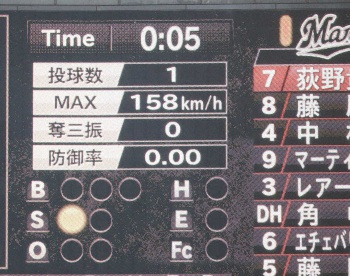 Time 0:05
投球数 1
MAX 158km/h
奪三振 0
防御率 0.00
B H
S E
O Fc
7 荻野
8 藤
4 中
9 マーティ
3 レアー
DH 角
6 エチェバ
5